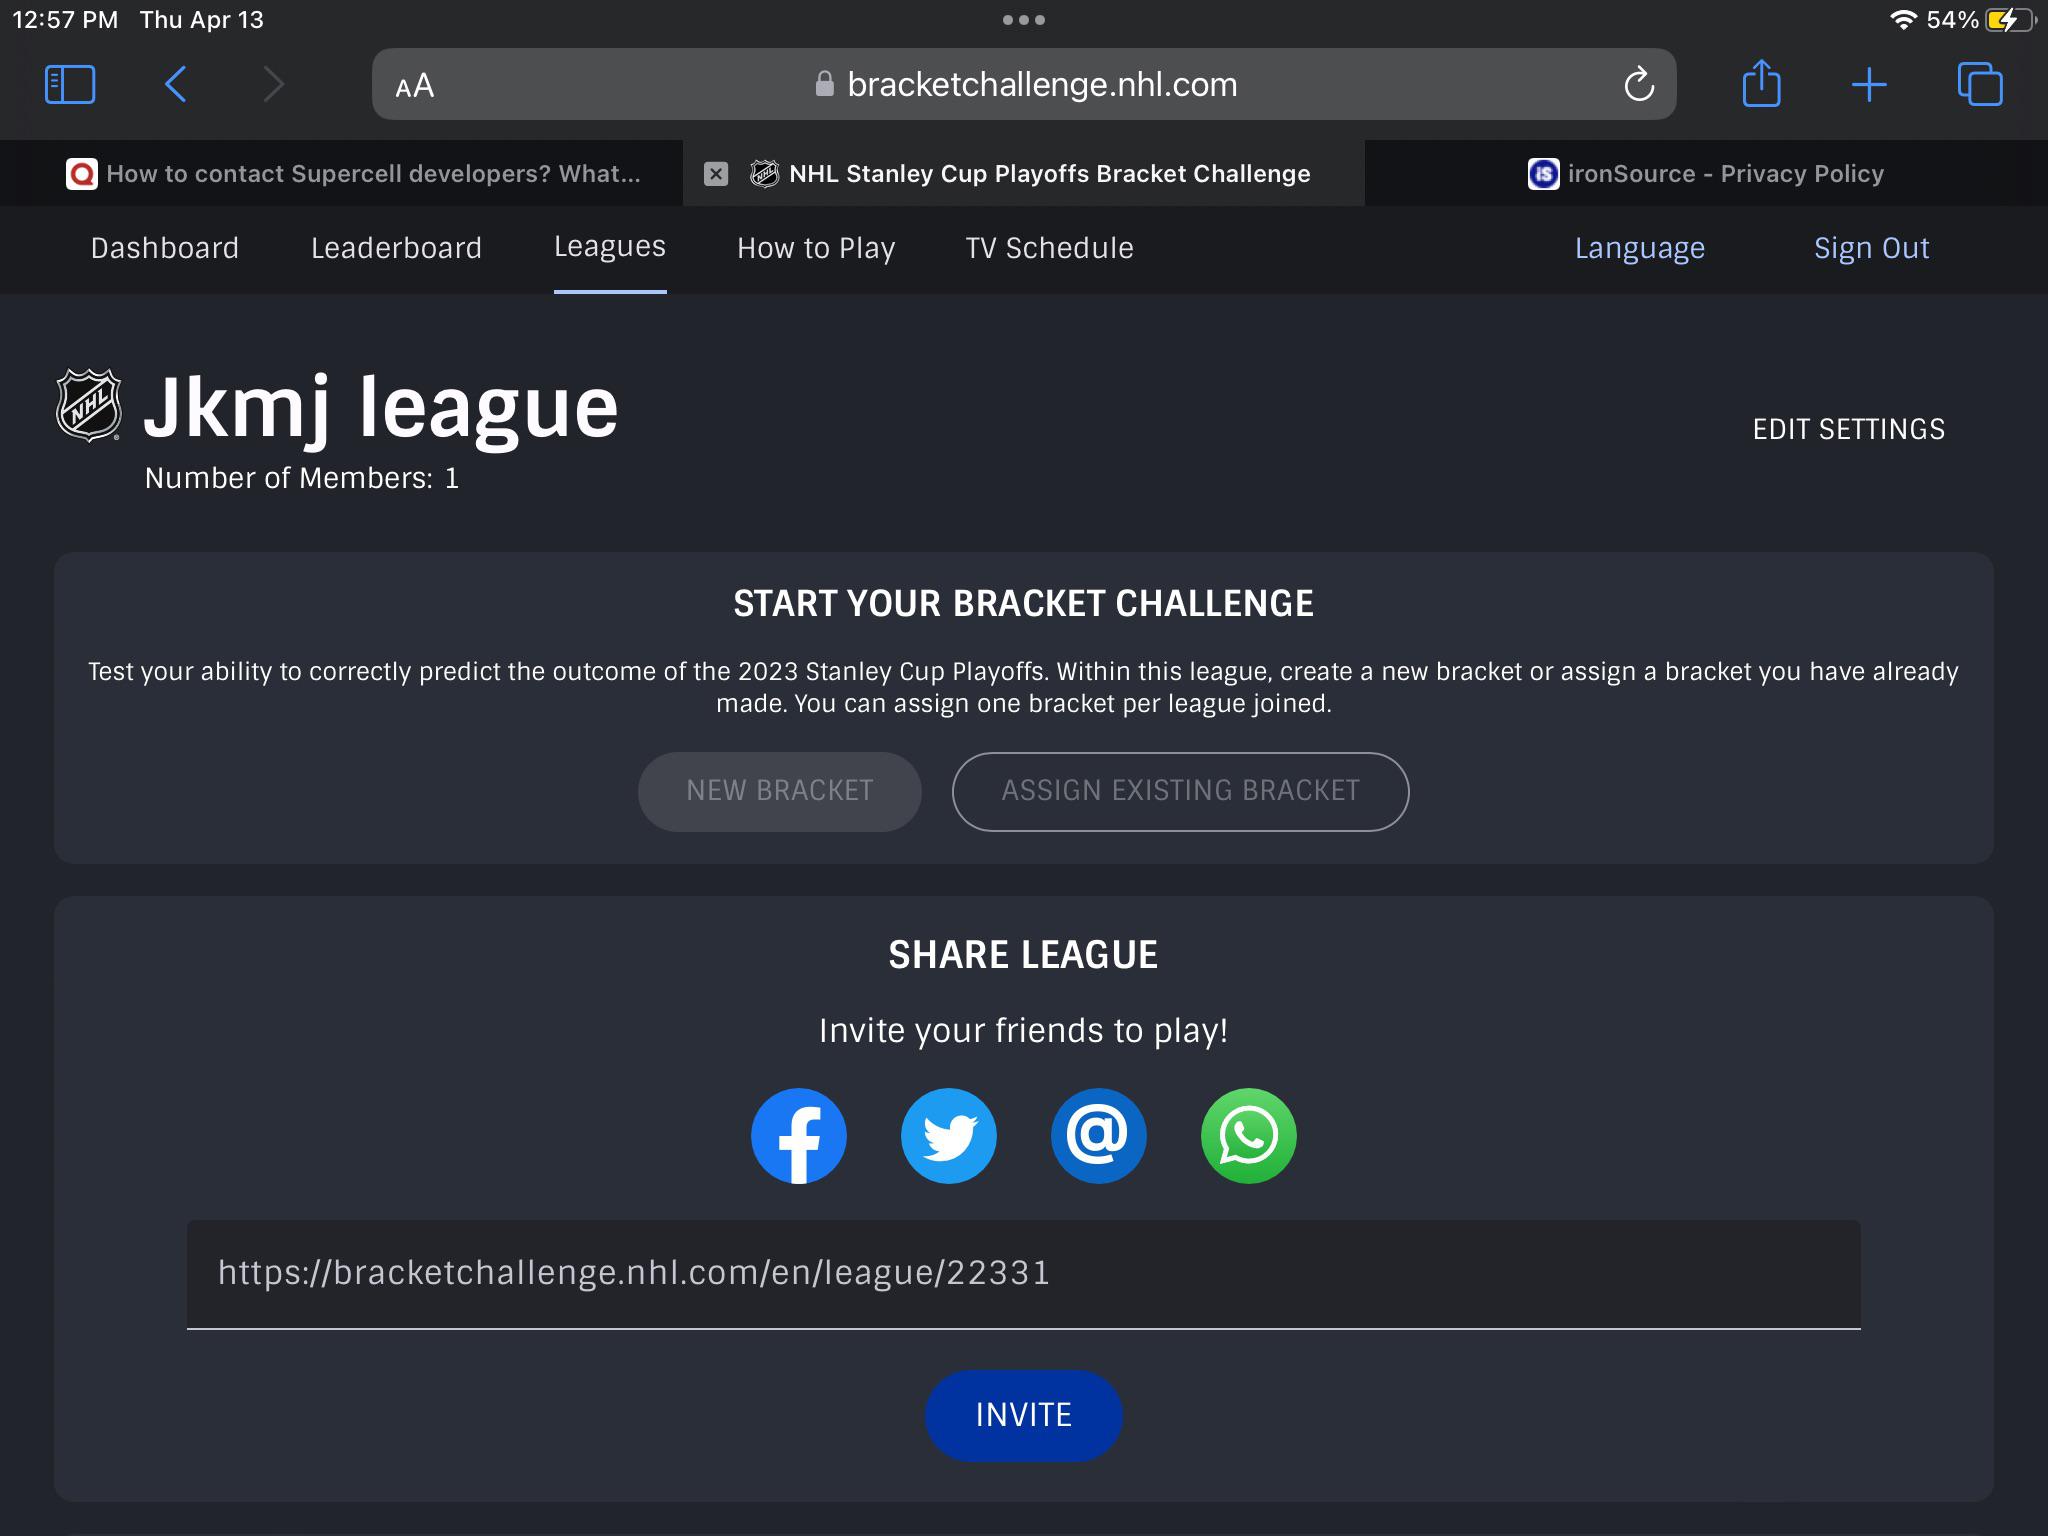 12:57 PM Thu Apr 13
54%
AA
bracketchallenge.nhl.com
How to contact Supercell developers? What...
NHL Stanley Cup Playoffs Bracket Challenge
iS ironSource - Privacy Policy
Dashboard
Leaderboard
Leagues
How to Play
TV Schedule
Language
Sign Out
NHL
Jkmj league
Number of Members: 1
EDIT SETTINGS
START YOUR BRACKET CHALLENGE
Test your ability to correctly predict the outcome of the 2023 Stanley Cup Playoffs. Within this league, create a new bracket or assign a bracket you have already
made. You can assign one bracket per league joined.
NEW BRACKET
ASSIGN EXISTING BRACKET
SHARE LEAGUE
Invite your friends to play!
https://bracketchallenge.nhl.com/en/league/22331
INVITE